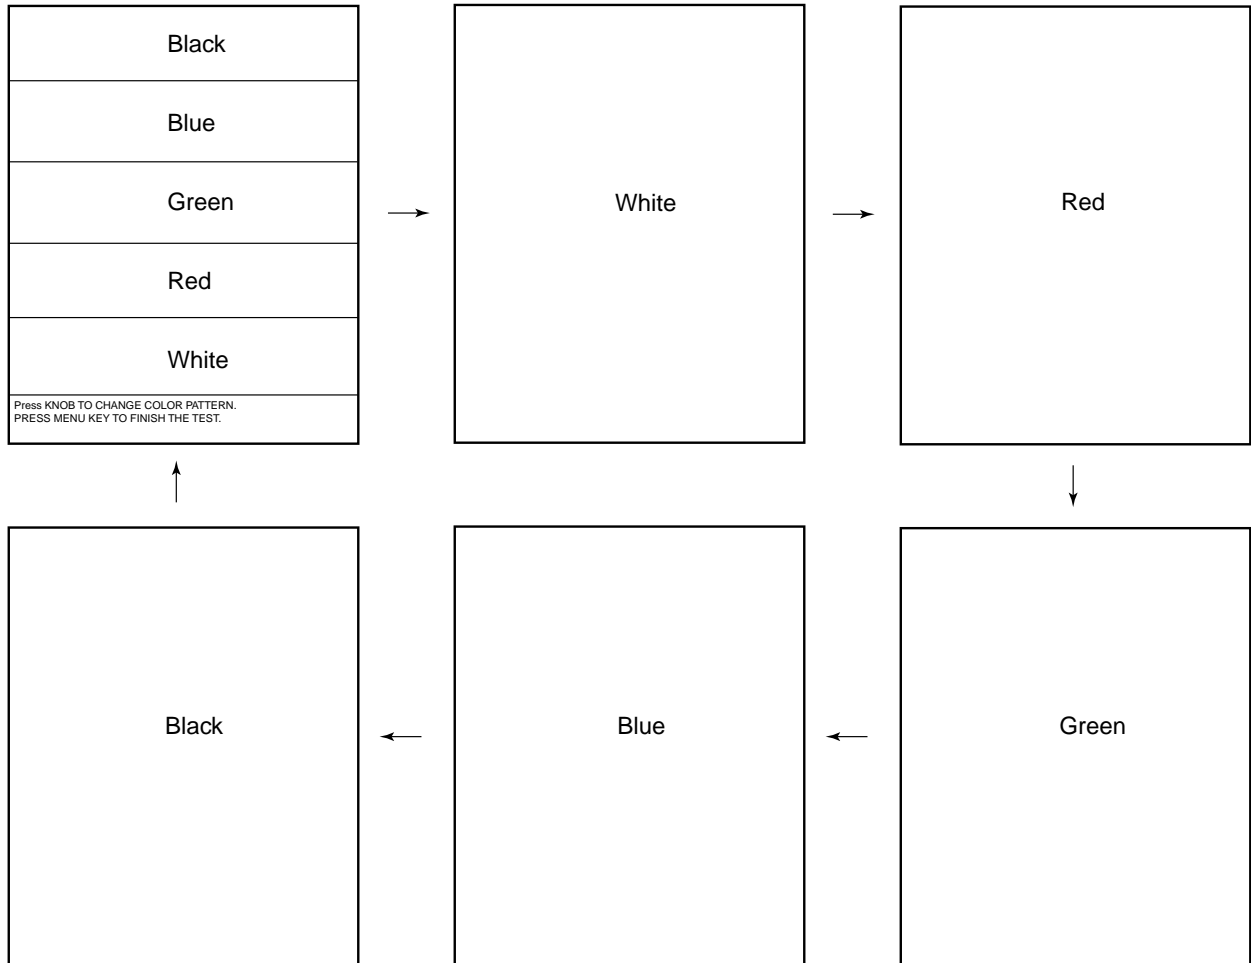 Black
Blue
Green
Red
White
Press KNOB TO CHANGE COLOR PATTERN.
PRESS MENU KEY TO FINISH THE TEST.
White
Red
Black
Blue
Green